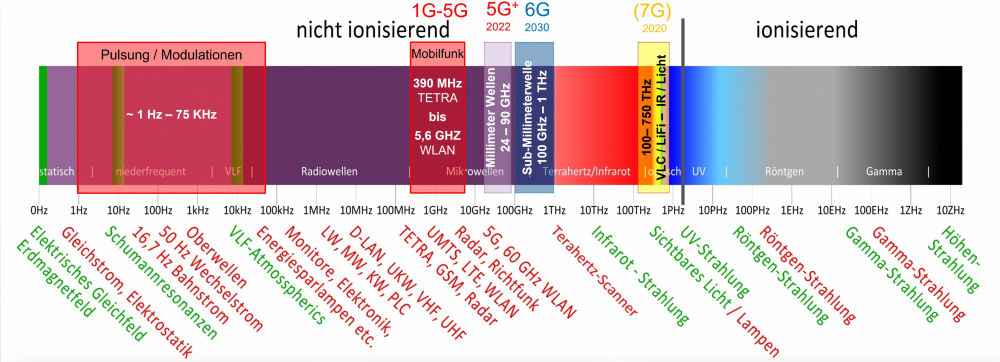 1G-5G
5G⁺
2022
6G
2030
(7G)
2020
nicht ionisierend
ionisierend
Pulsung / Modulationen
~ 1 Hz – 75 KHz
Mobilfunk
390 MHz
TETRA
bis
5,6 GHZ
WLAN
Millimeter Wellen
24 – 90 GHz
Sub-Millimeterwelle
100 GHz – 1 THz
100– 750 THz
VLC / LiFi – IR / Licht
statisch | niederfrequent | VLF | Radiowellen | Mikrowellen Terrahertz/Infrarot |optisch UV | Röntgen | Gamma |
0Hz 1Hz 10Hz 100Hz 1kHz 10kHz 100kHz 1MHz 10MHz 100MHz 1GHz 10GHz 100GHz 1THz 10THz 100THz 1PHz 10PHz 100PHz 1EHz 10EHz 100EHz 1ZHz 10ZHz
Elektrisches Gleichfeld
Erdmagnetfeld
Gleichstrom, Elektrostatik
Schumannresonanzen
16,7 Hz Bahnstrom
50 Hz Wechselstrom
Oberwellen
VLF-Atmosspherics
Energiesparlampen etc.
Monitore, Elektronik,
LW, MW, KW, PLC
D-LAN, UKW, VHF, UHF
TETRA, GSM, Radar
UMTS, LTE, WLAN
Radar, Richtfunk
5G, 60 GHz WLAN
Terahertz-Scanner
Infrarot - Strahlung
Sichtbares Licht / Lampen
UV-Strahlung
Röntgen-Strahlung
Röntgen-Strahlung
Gamma-Strahlung
Gamma-Strahlung
Höhen-
Strahlung